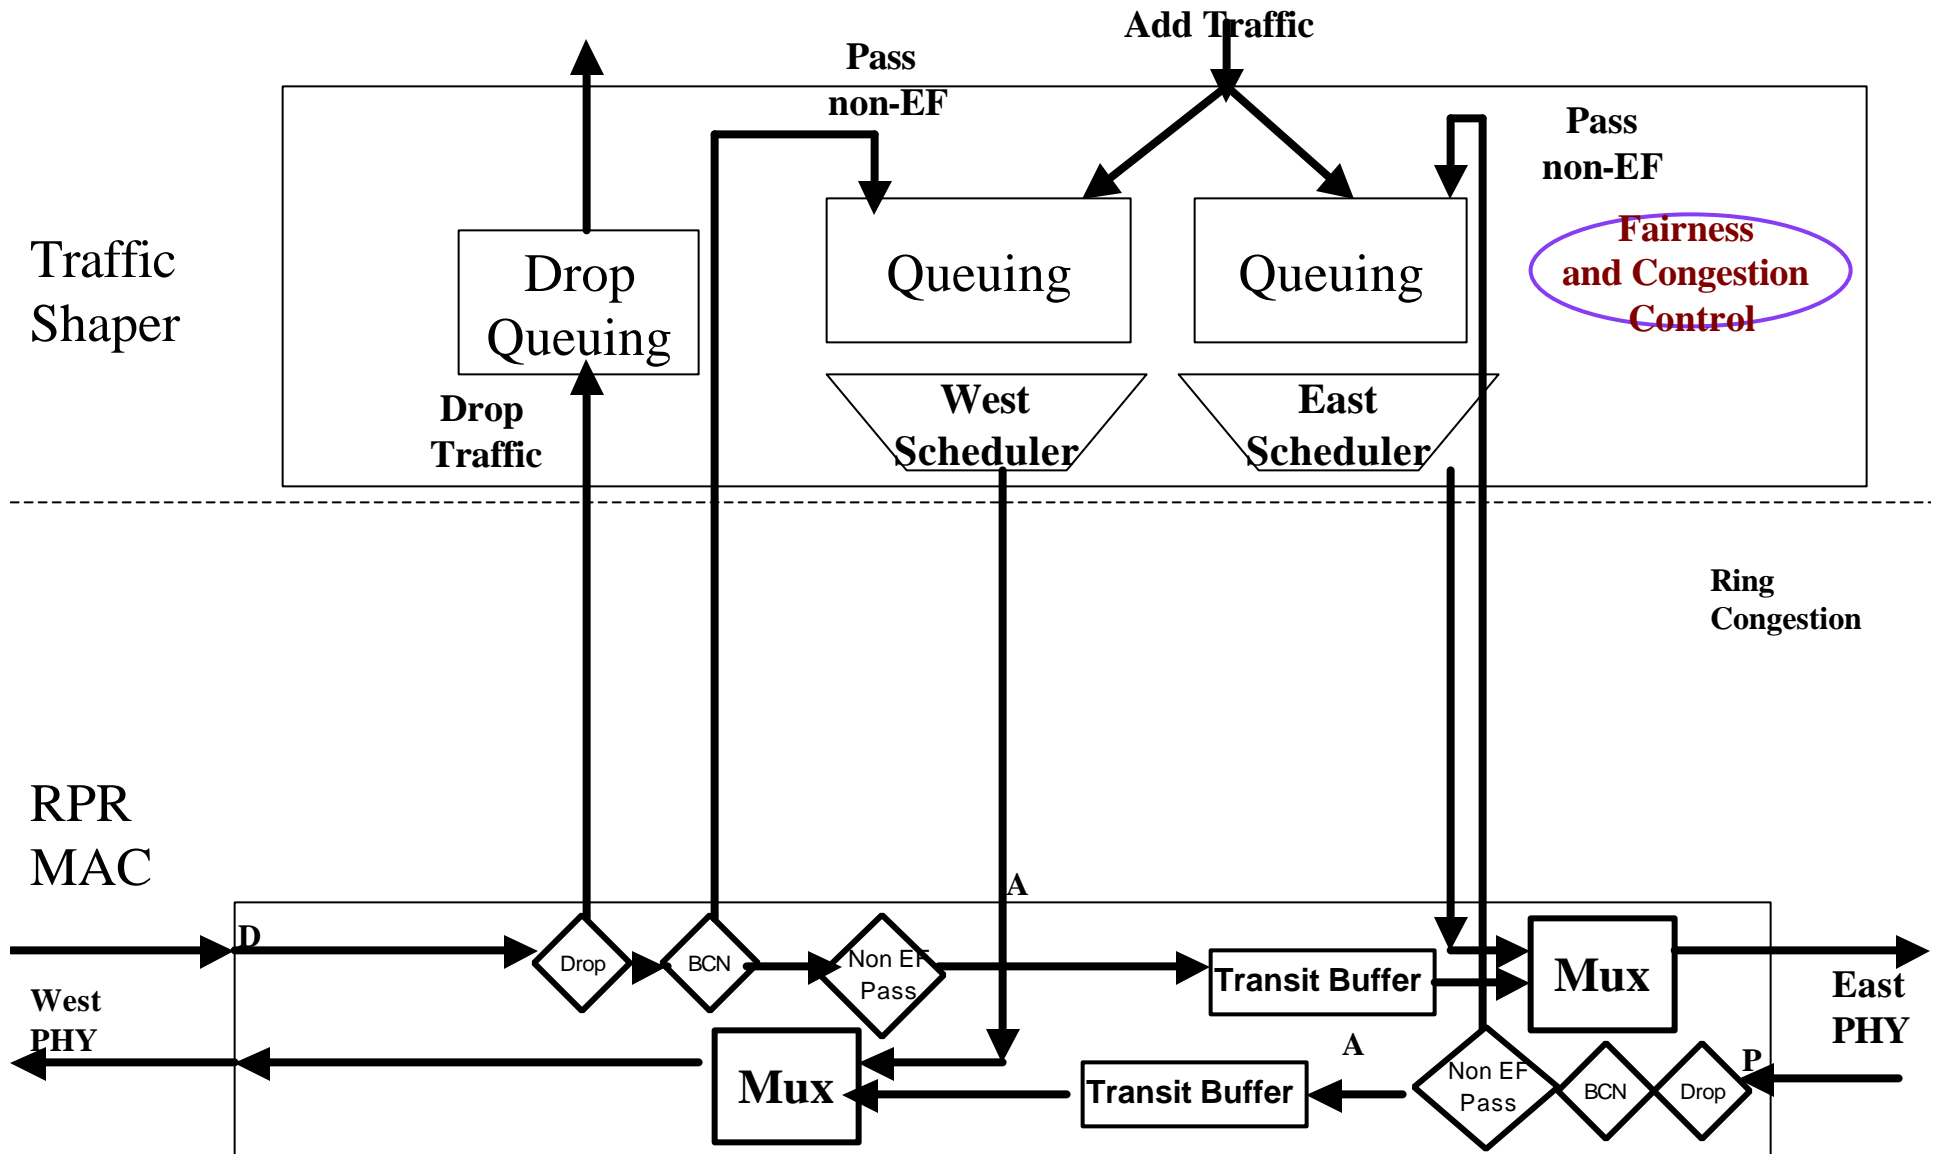 Add Traffic
Pass
non-EF
Pass
non-EF
Traffic
Shaper
Drop
Queuing
Queuing
Queuing
Fairness
and Congestion
Control
Drop
Traffic
West
Scheduler
East
Scheduler
Ring
Congestion
RPR
MAC
A
D
Drop
BCN
Non EF
Pass
Transit Buffer
Mux
West
PHY
East
PHY
Mux
Transit Buffer
A
Non EF
Pass
BCN
Drop
P